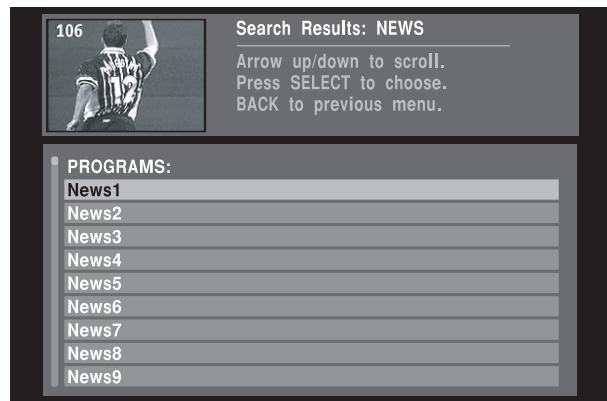 106
Search Results: NEWS
Arrow up/down to scroll.
Press SELECT to choose.
BACK to previous menu.
12
PROGRAMS:
News1
News2
News3
News4
News5
News6
News7
News8
News9